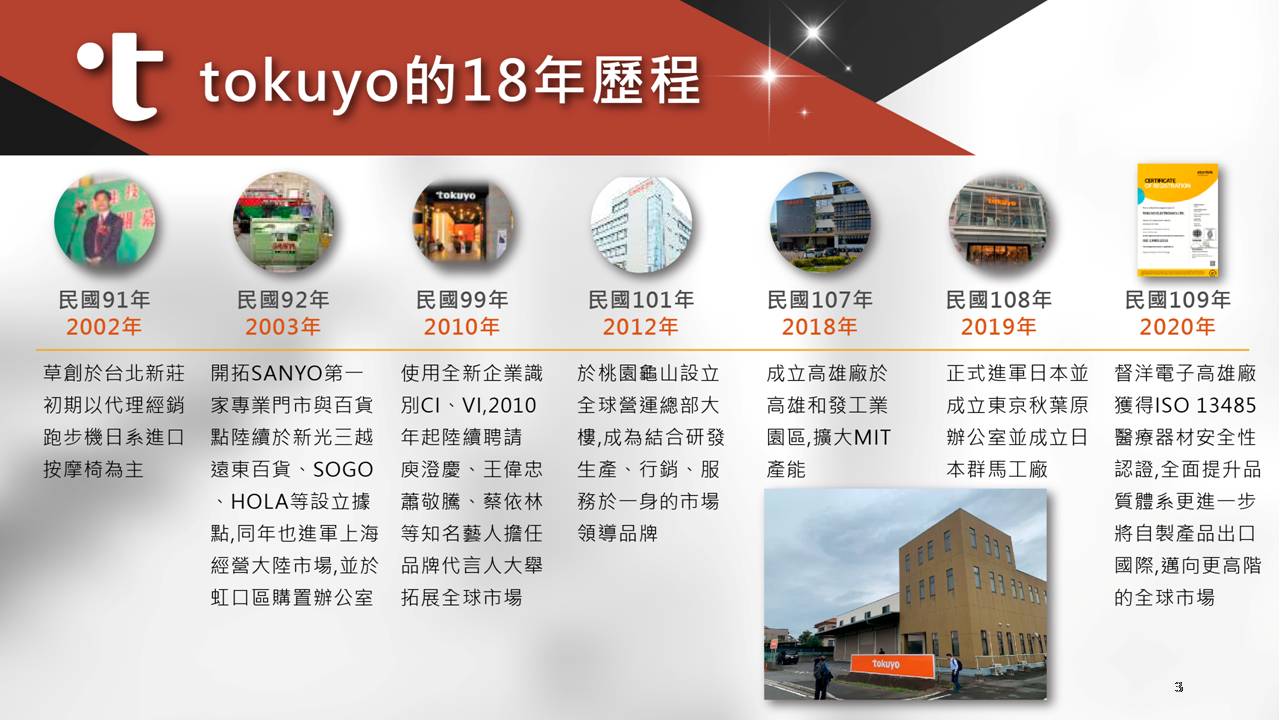 t
tokuyo的18年歷程
tokuyo
tokuyo
CERTIFICATE
OF REGISTRATION
民國91年
2002年
草創於台北新莊
初期以代理經銷
跑步機日系進口
按摩椅為主
民國92年
2003年
開拓SANYO第一
家專業門市與百貨
點陸續於新光三越
遠東百貨、SOGO
、HOLA等設立據
點,同年也進軍上海
經營大陸市場,並於
虹口區購置辦公室
民國99年
2010年
使用全新企業識
別CI、VI,2010
年起陸續聘請
庾澄慶、王偉忠
蕭敬騰、蔡依林
等知名藝人擔任
品牌代言人大舉
拓展全球市場
民國101年
2012年
於桃園龜山設立
全球營運總部大
樓,成為結合研發
生產、行銷、服
務於一身的市場
領導品牌
民國107年
2018年
成立高雄廠於
高雄和發工業
園區,擴大MIT
產能
民國108年
2019年
正式進軍日本並
成立東京秋葉原
辦公室並成立日
本群馬工廠
民國109年
2020年
督洋電子高雄廠
獲得ISO 13485
醫療器材安全性
認證,全面提升品
質體系更進一步
將自製產品出口
國際,邁向更高階
的全球市場
tokuyo
3